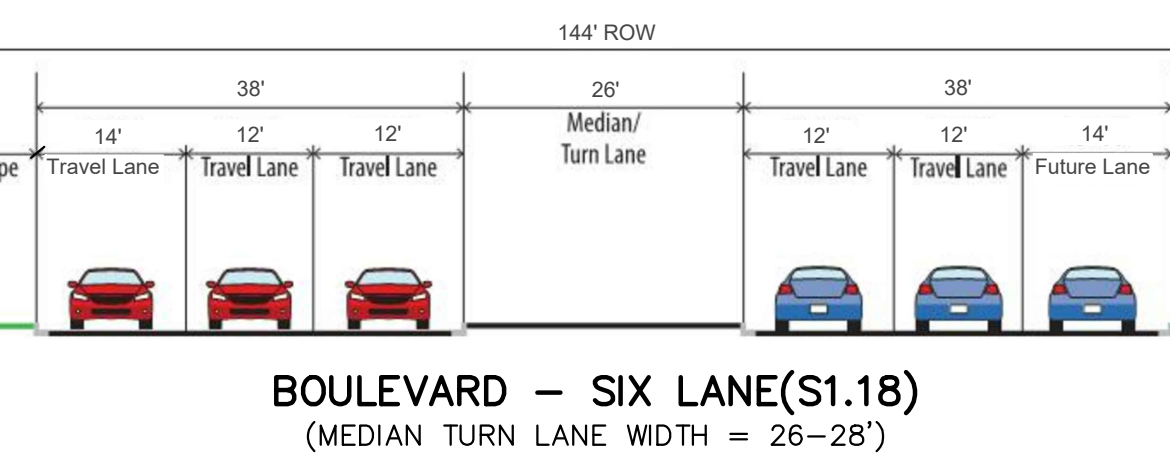 144' ROW
38'
26'
38'
Median/
Turn Lane
14'
12'
12'
12'
12'
14'
pe
Travel Lane
Travel Lane
Travel Lane
Travel Lane
Travel Lane
Future Lane
BOULEVARD – SIX LANE(S1.18)
(MEDIAN TURN LANE WIDTH = 26–28')